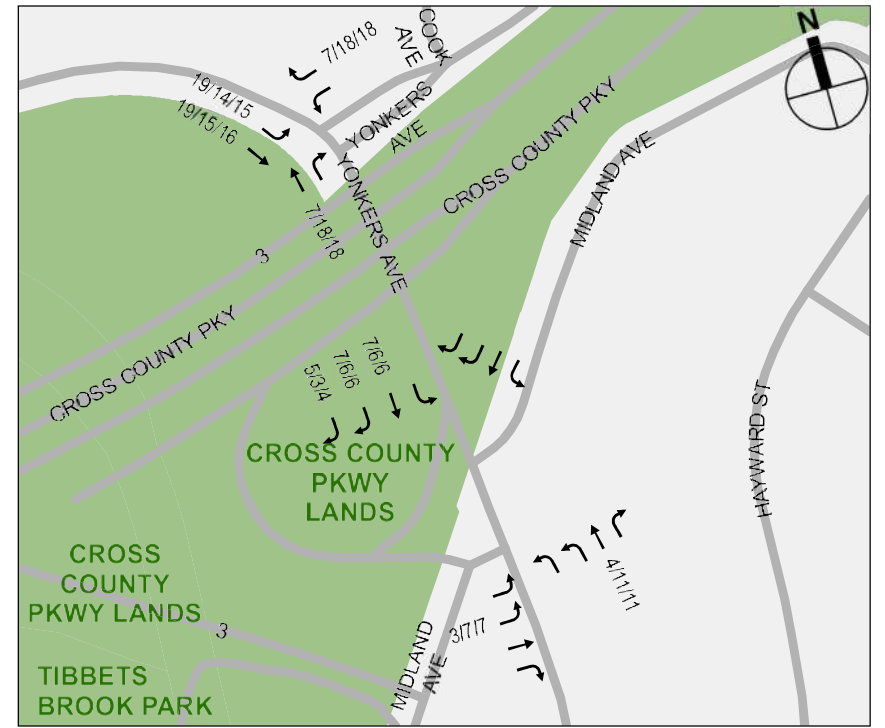 N
COOK
AVE
7/18/18
19/14/15
19/15/16
YONKERS
AVE
CROSS COUNTY PKY
MIDLAND AVE
YONKERS AVE
7/18/18
3
CROSS COUNTY PKY
7/6/6
7/6/6
5/3/4
HAYWARD ST
CROSS COUNTY
PKWY
LANDS
CROSS
COUNTY
PKWY LANDS
4/11/11
3/7/7
3
MIDLAND
AVE
TIBBETS
BROOK PARK